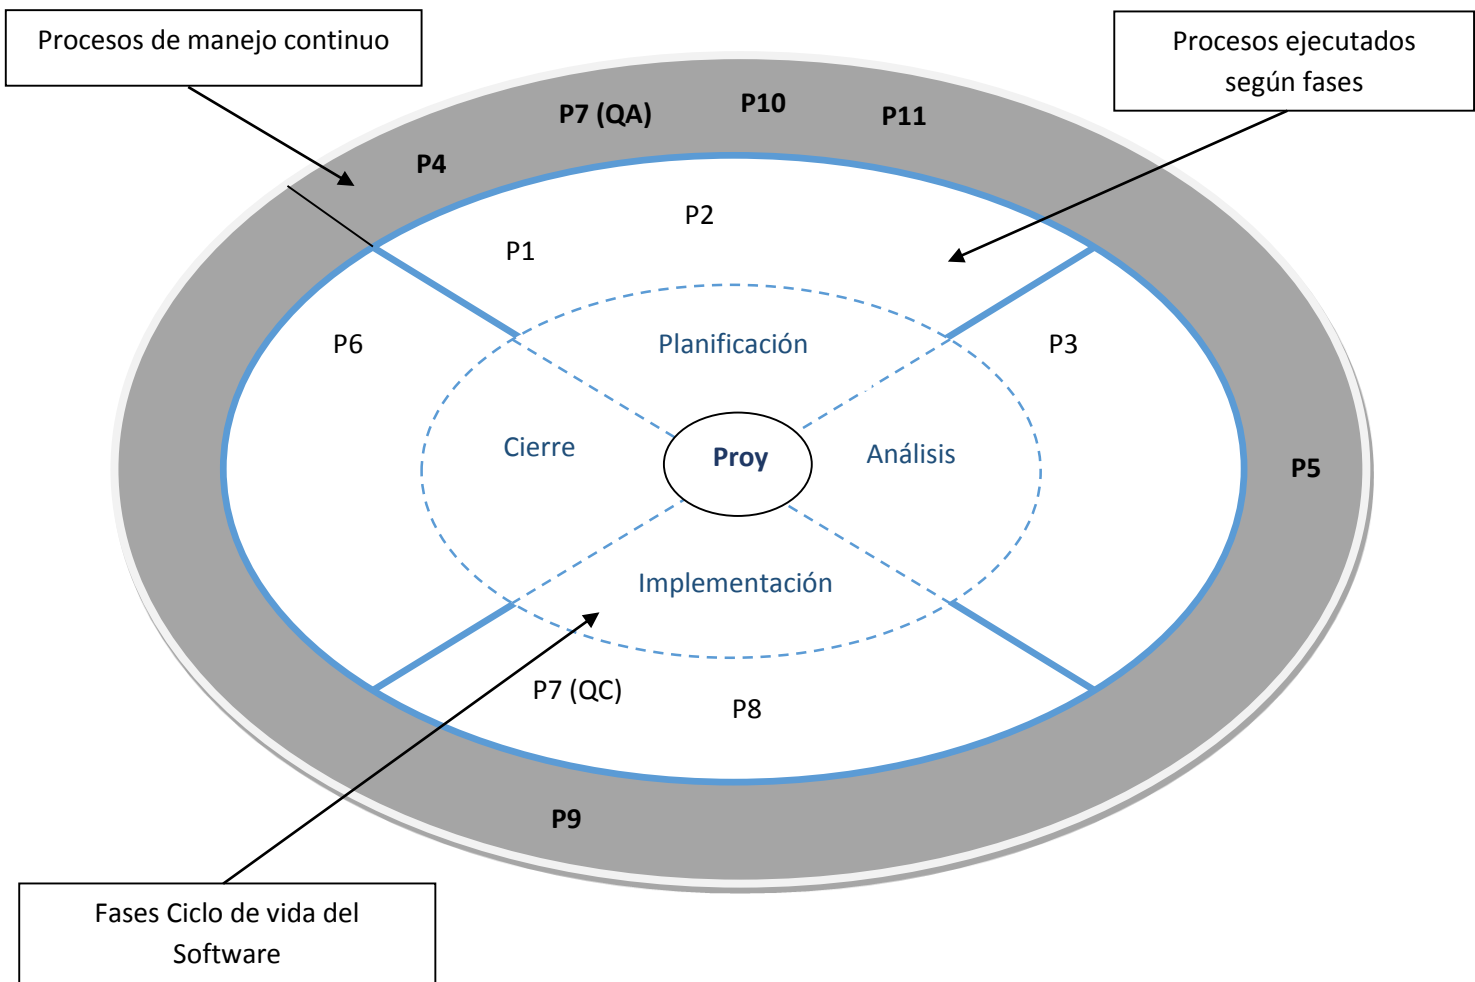 Procesos de manejo continuo
Procesos ejecutados
según fases
P7 (QA)
P10
P11
P4
P2
P1
P6
Planificación
P3
Cierre
Proy
Análisis
P5
Implementación
P7 (QC)
P8
P9
Fases Ciclo de vida del
Software